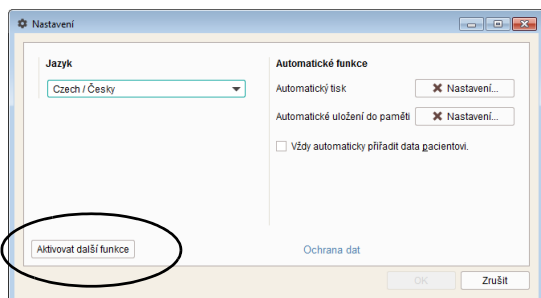 Nastavení
Jazyk
Czech / Česky
Automatické funkce
Automatický tisk
Nastavení...
Automatické uložení do paměti
Nastavení...
Vždy automaticky přiřadit data pacientovi.
Aktivovat další funkce
Ochrana dat
OK
Zrušit